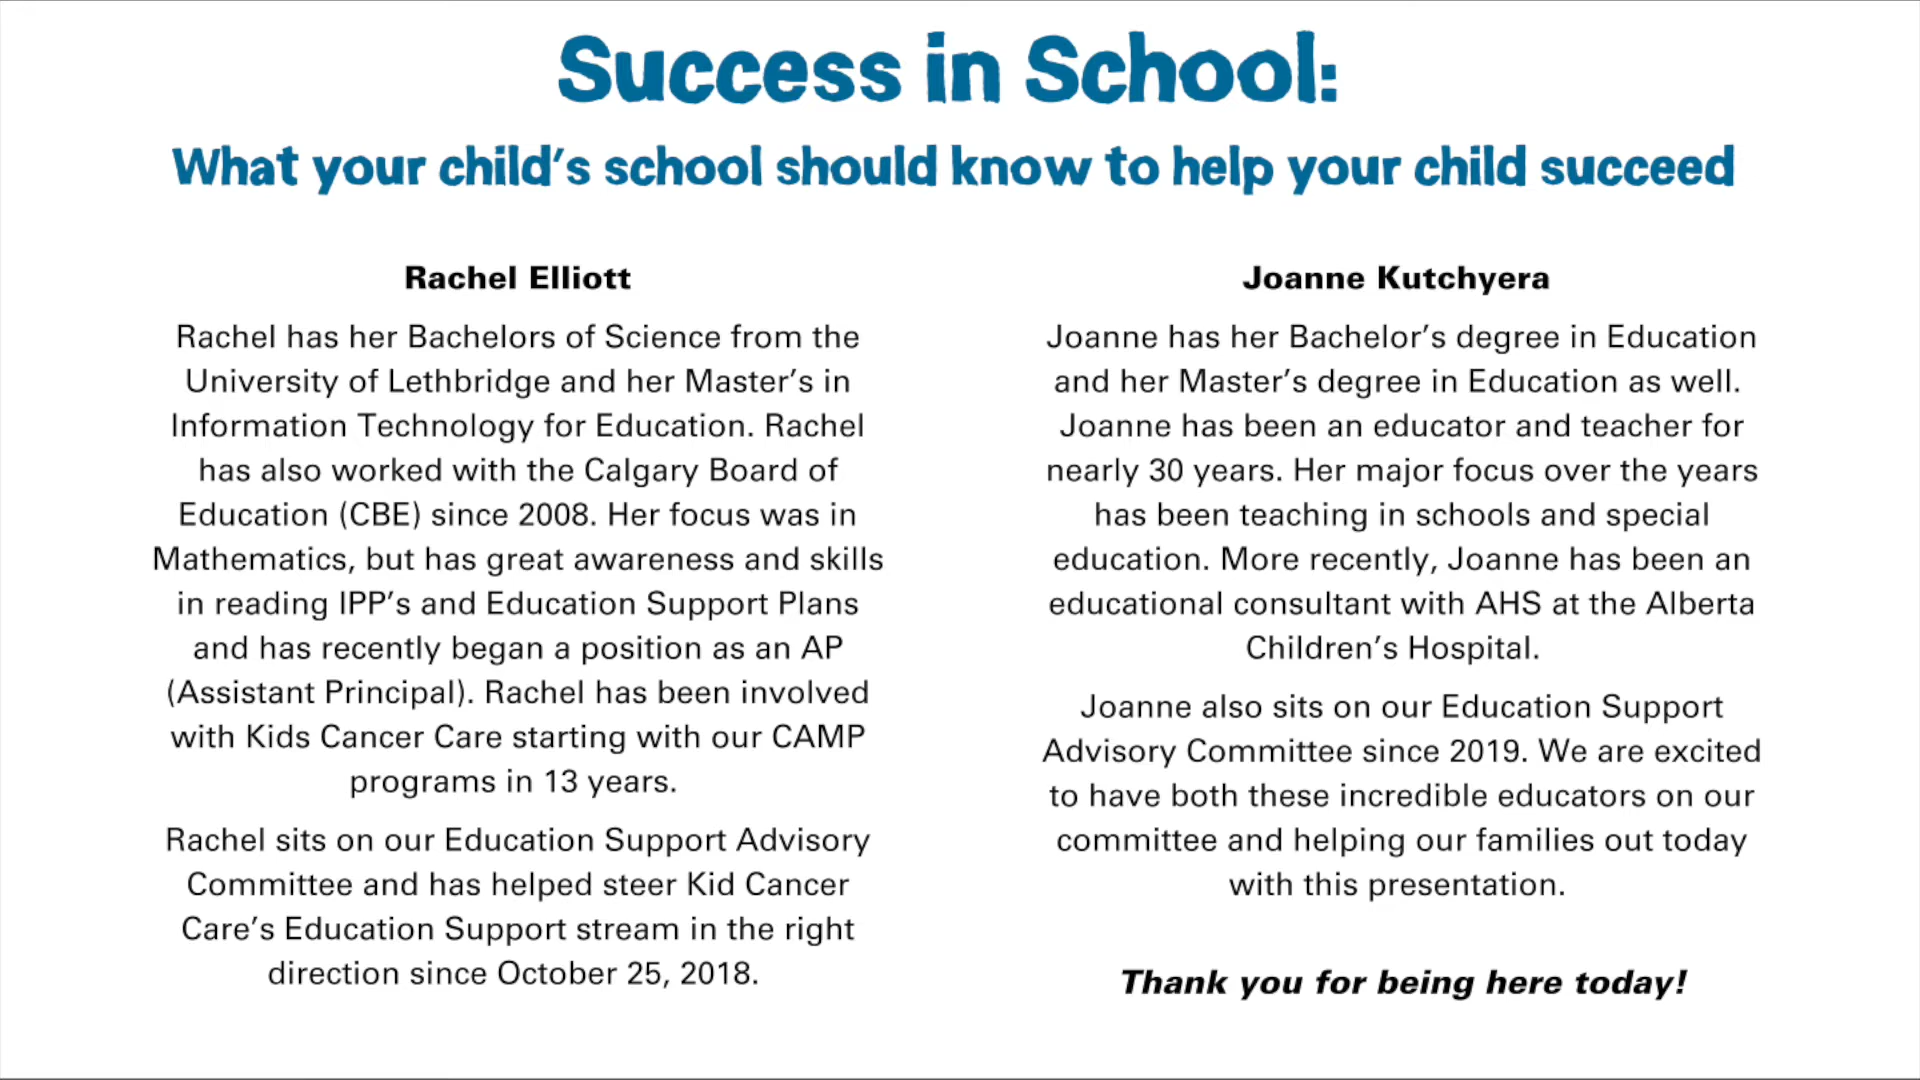 Success in School:
What your child’s school should know to help your child succeed
Rachel Elliott
Rachel has her Bachelors of Science from the
University of Lethbridge and her Master’s in
Information Technology for Education. Rachel
has also worked with the Calgary Board of
Education (CBE) since 2008. Her focus was in
Mathematics, but has great awareness and skills
in reading IPP’s and Education Support Plans
and has recently began a position as an AP
(Assistant Principal). Rachel has been involved
with Kids Cancer Care starting with our CAMP
programs in 13 years.
Rachel sits on our Education Support Advisory
Committee and has helped steer Kid Cancer
Care’s Education Support stream in the right
direction since October 25, 2018.
Joanne Kutchyera
Joanne has her Bachelor’s degree in Education
and her Master’s degree in Education as well.
Joanne has been an educator and teacher for
nearly 30 years. Her major focus over the years
has been teaching in schools and special
education. More recently, Joanne has been an
educational consultant with AHS at the Alberta
Children’s Hospital.
Joanne also sits on our Education Support
Advisory Committee since 2019. We are excited
to have both these incredible educators on our
committee and helping our families out today
with this presentation.
Thank you for being here today!